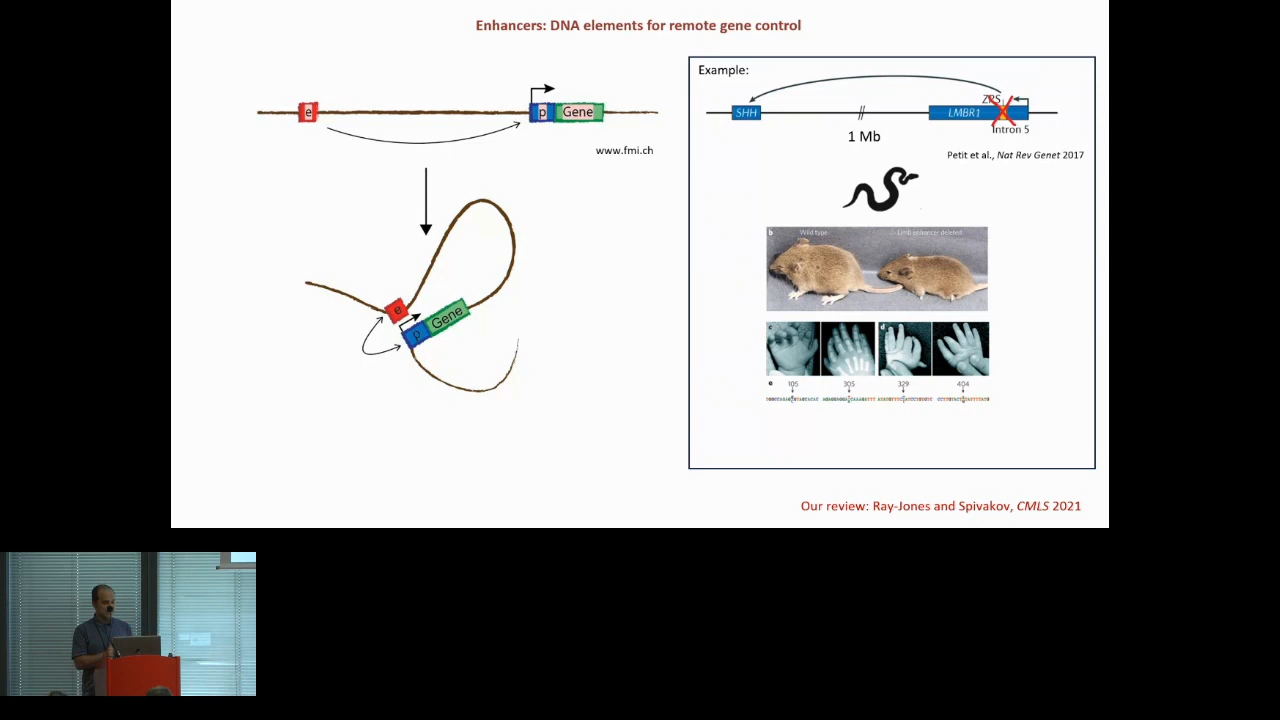 Enhancers: DNA elements for remote gene control
e
p
Gene
www.fmi.ch
e
p
Gene
Example:
SHH
1 Mb
ZRS
LMBR1
Intron 5
Petit et al., Nat Rev Genet 2017
b
Wild type
Limb enhancer deleted
c
d
e
105
305
329
404
Our review: Ray-Jones and Spivakov, CMLS 2021